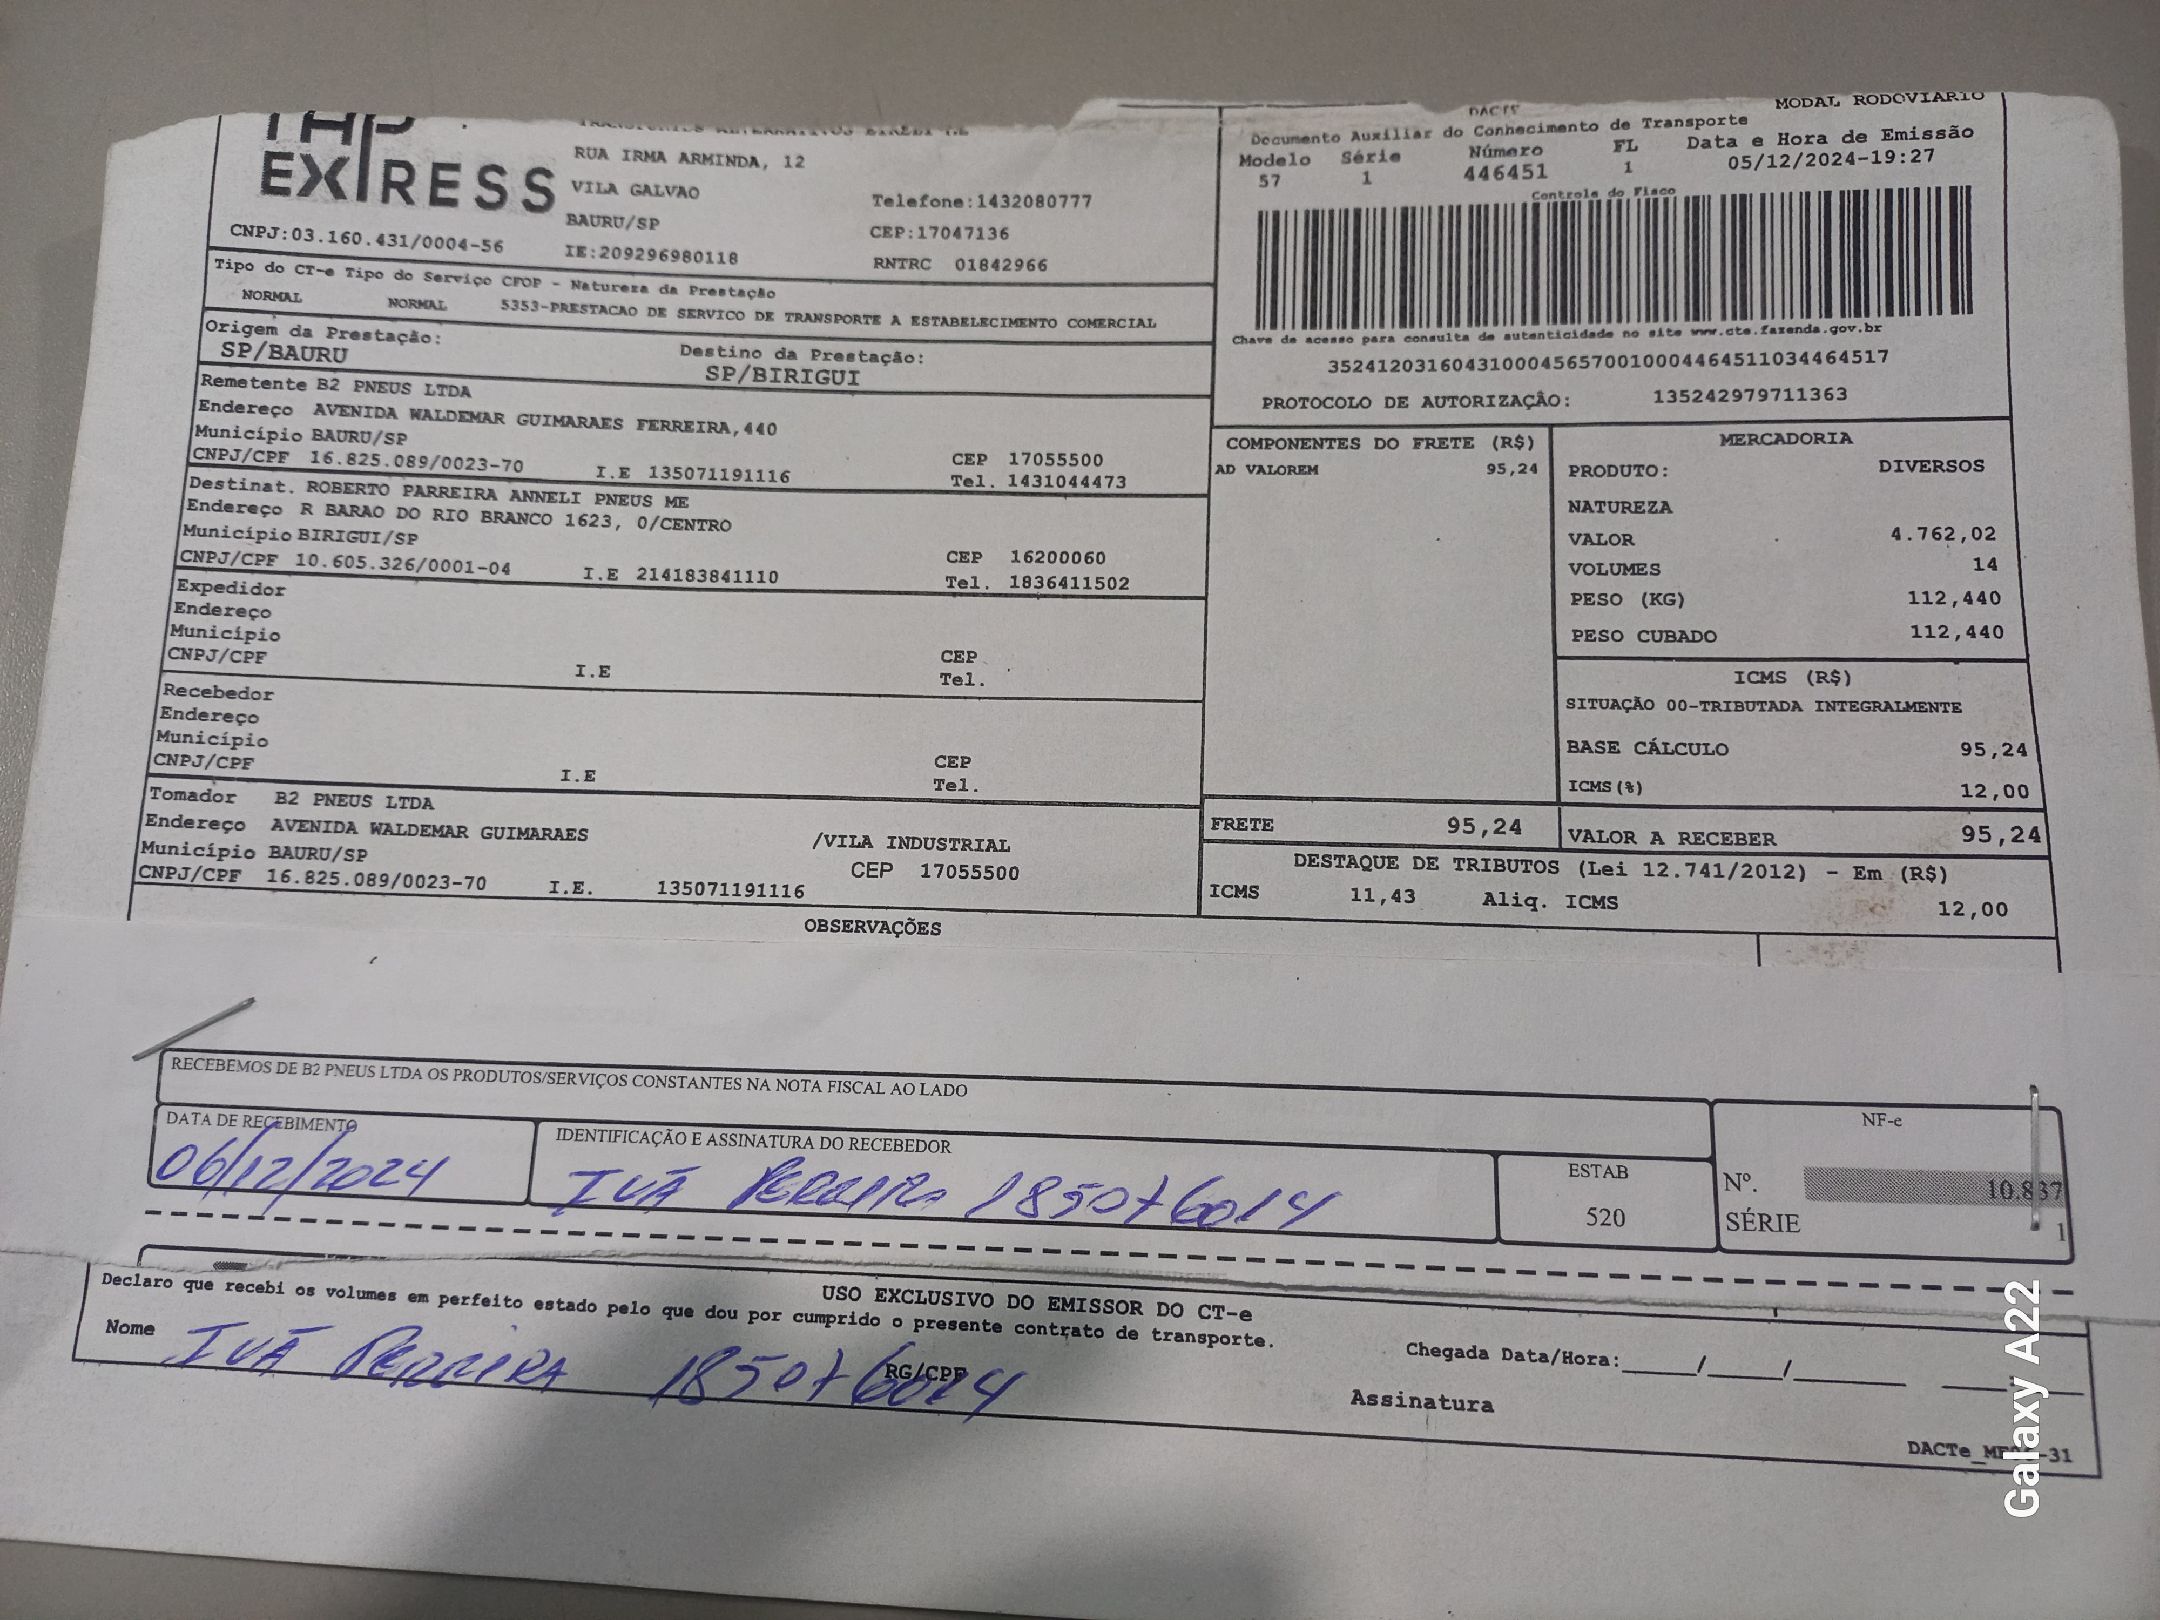 EXPRESS
RUA IRMA ARMINDA, 12
VILA GALVAO
Telefone:1432080777
BAURU/SP
CEP:17047136
CNPJ:03.160.431/0004-56
IE:209296980118
RNTRC 01842966
DACTE
MODAL RODOVIARIO
Documento Auxiliar do Conhecimento de Transporte
Modelo Série Número FL Data e Hora de Emissão
57 1 446451 1 05/12/2024-19:27
Controle do Fisco
Chave de acesso para consulta de autenticidade no site www.cte.fazenda.gov.br
35241203160431000456570010004464511034464517
PROTOCOLO DE AUTORIZAÇÃO: 135242979711363
Tipo do CT-e Tipo do Serviço CFOP - Natureza da Prestação
NORMAL NORMAL 5353-PRESTACAO DE SERVICO DE TRANSPORTE A ESTABELECIMENTO COMERCIAL
Origem da Prestação: Destino da Prestação:
SP/BAURU SP/BIRIGUI
Remetente B2 PNEUS LTDA
Endereço AVENIDA WALDEMAR GUIMARAES FERREIRA,440
Município BAURU/SP CEP 17055500
CNPJ/CPF 16.825.089/0023-70 I.E 135071191116 Tel. 1431044473
Destinat. ROBERTO PARREIRA ANNELI PNEUS ME
Endereço R BARAO DO RIO BRANCO 1623, 0/CENTRO
Município BIRIGUI/SP CEP 16200060
CNPJ/CPF 10.605.326/0001-04 I.E 214183841110 Tel. 1836411502
Expedidor
Endereço
Município CEP
CNPJ/CPF I.E Tel.
Recebedor
Endereço
Município CEP
CNPJ/CPF I.E Tel.
Tomador B2 PNEUS LTDA
Endereço AVENIDA WALDEMAR GUIMARAES /VILA INDUSTRIAL
Município BAURU/SP CEP 17055500
CNPJ/CPF 16.825.089/0023-70 I.E. 135071191116
COMPONENTES DO FRETE (R$)
AD VALOREM 95,24
MERCADORIA
PRODUTO: DIVERSOS
NATUREZA
VALOR 4.762,02
VOLUMES 14
PESO (KG) 112,440
PESO CUBADO 112,440
ICMS (R$)
SITUAÇÃO 00-TRIBUTADA INTEGRALMENTE
BASE CÁLCULO 95,24
ICMS(%) 12,00
FRETE 95,24 VALOR A RECEBER 95,24
DESTAQUE DE TRIBUTOS (Lei 12.741/2012) - Em (R$)
ICMS 11,43 Aliq. ICMS 12,00
OBSERVAÇÕES
RECEBEMOS DE B2 PNEUS LTDA OS PRODUTOS/SERVIÇOS CONSTANTES NA NOTA FISCAL AO LADO
DATA DE RECEBIMENTO IDENTIFICAÇÃO E ASSINATURA DO RECEBEDOR
06/12/2024 IVÃ PERREIRA 185076014
ESTAB
520
NF-e
Nº. 10.837
SÉRIE 1
USO EXCLUSIVO DO EMISSOR DO CT-e
Declaro que recebi os volumes em perfeito estado pelo que dou por cumprido o presente contrato de transporte.
Nome IVÃ PERREIRA RG/CPF 185076014
Chegada Data/Hora:_____/_____/_______
Assinatura
Galaxy A22